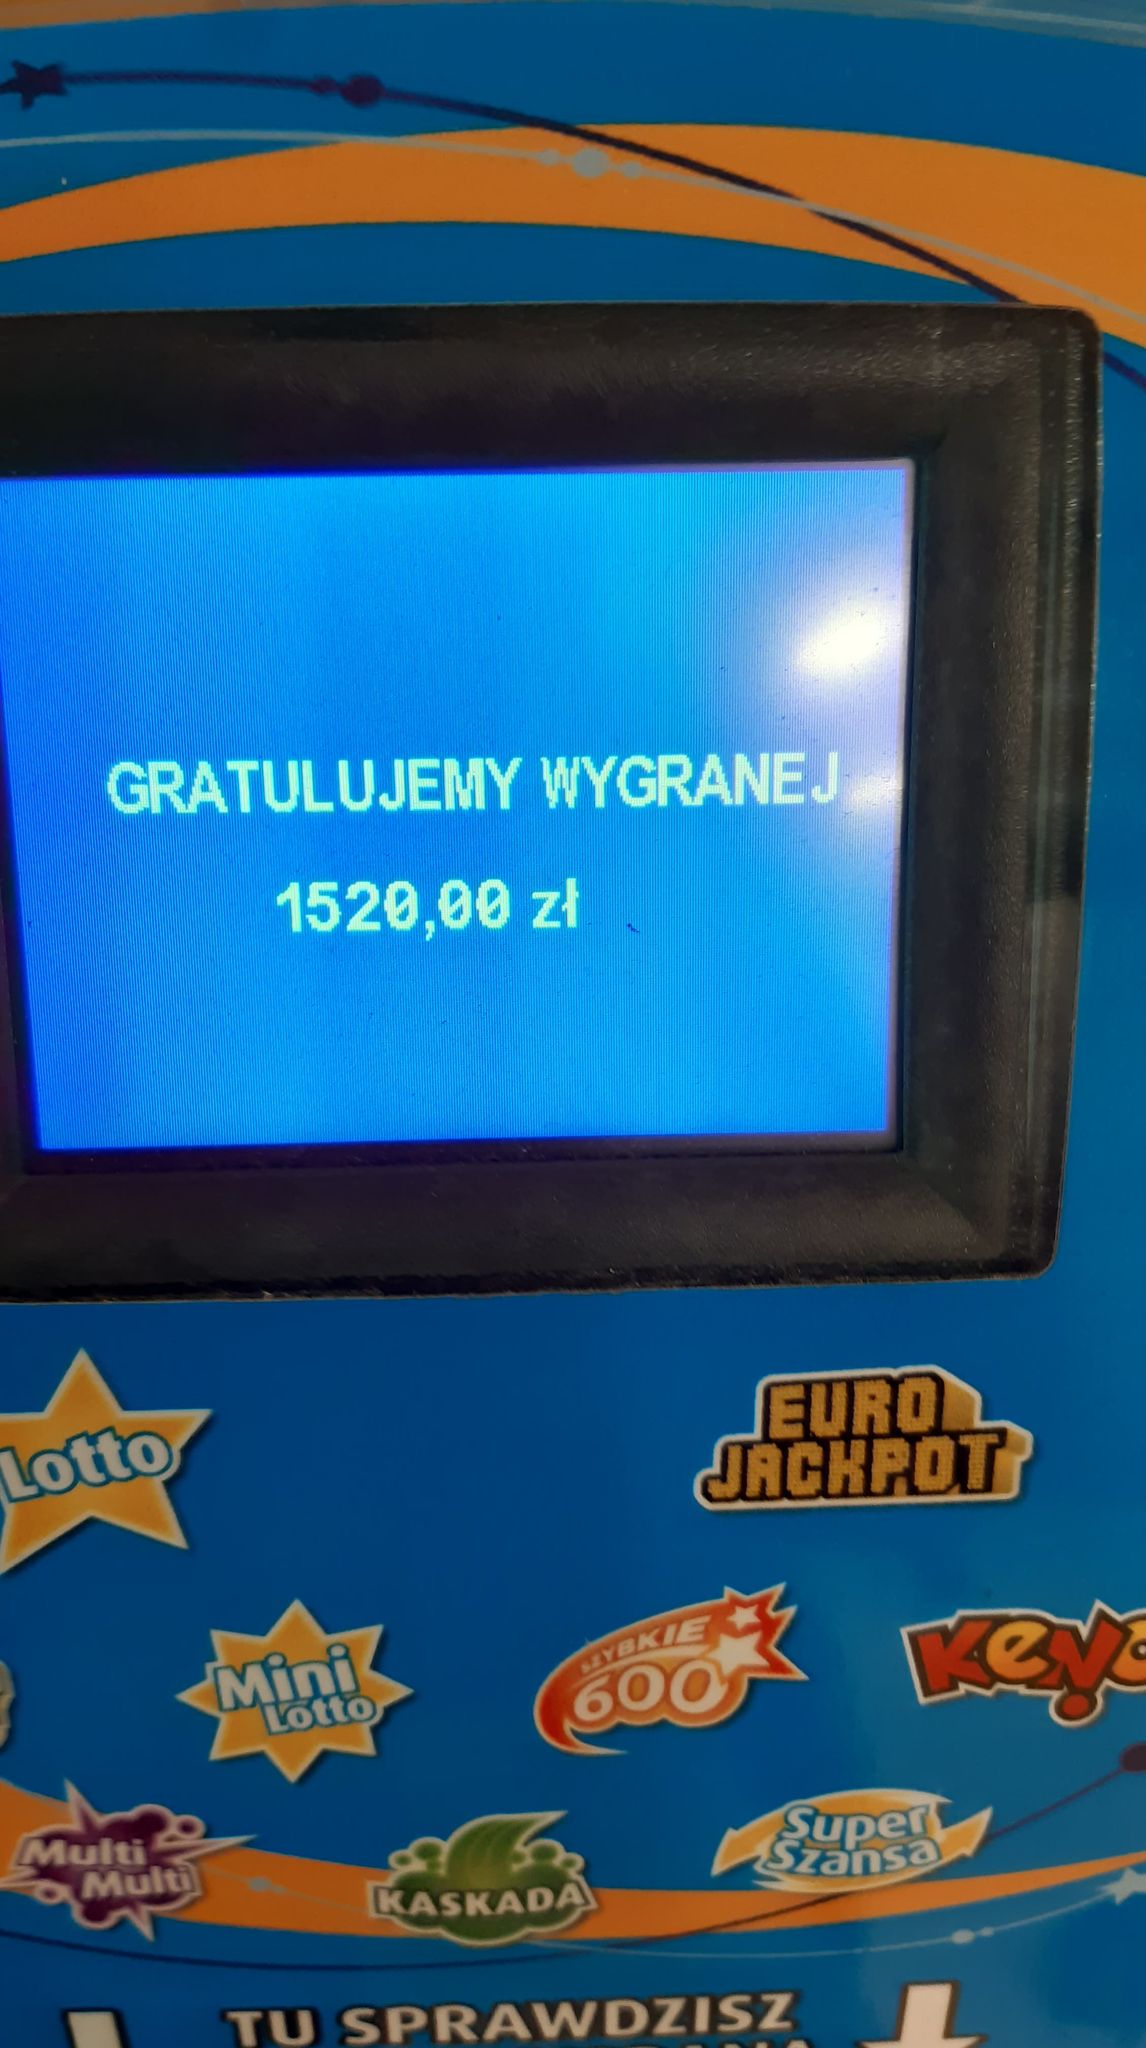 GRATULUJEMY WYGRANEJ
1520,00 zł
Lotto
EURO
JACKPOT
Mini
Lotto
SZYBKIE
600
Keno
Multi
Multi
KASKADA
Super
Szansa
TU SPRAWDZISZ